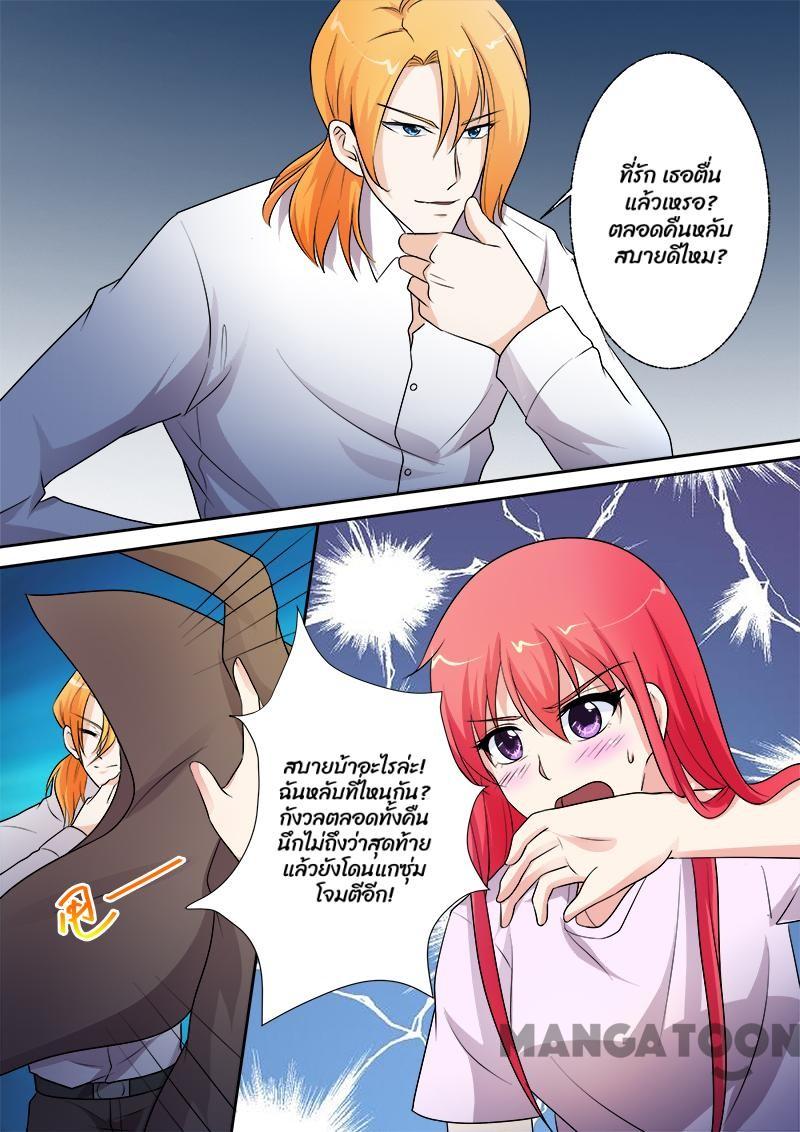 ที่รัก เธอตื่น
แล้วเหรอ?
ตลอดคืนหลับ
สบายดีไหม?
สบายบ้าอะไรล่ะ!
ฉันหลับที่ไหนกัน?
กังวลตลอดทั้งคืน
นึกไม่ถึงว่าสุดท้าย
แล้วยังโดนแกซุ่ม
โจมตีอีก!
甩—
MANGATOON